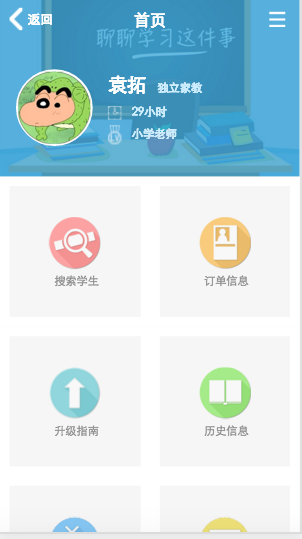 返回 首页
聊聊学习这件事
袁拓 独立家教
29小时
小学老师
搜索学生 订单信息
升级指南 历史信息